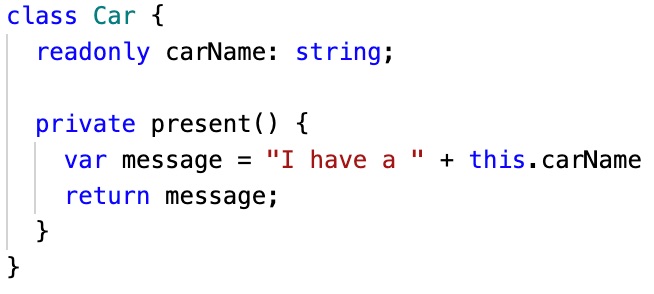 class Car {
readonly carName: string;
private present() {
var message = "I have a " + this.carName
return message;
}
}